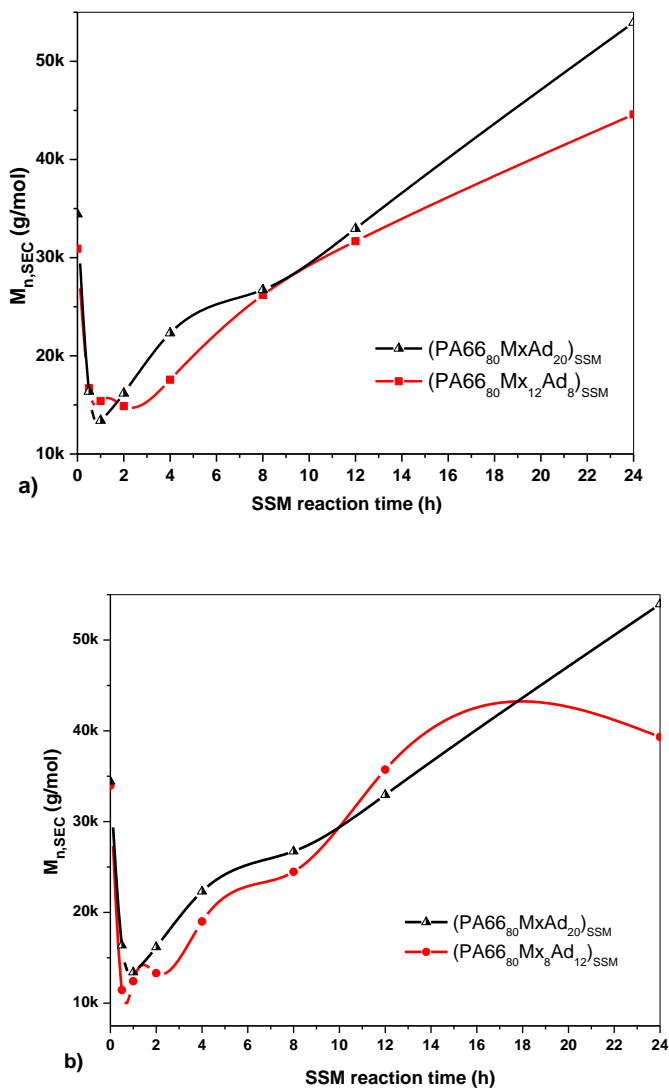 50k
40k
30k
20k
10k
M_n,SEC (g/mol)
(PA66_80MxAd_20)_SSM
(PA66_80Mx_12Ad_8)_SSM
0 2 4 6 8 10 12 14 16 18 20 22 24
a)
SSM reaction time (h)
50k
40k
30k
20k
10k
M_n,SEC (g/mol)
(PA66_80MxAd_20)_SSM
(PA66_80Mx_8Ad_12)_SSM
0 2 4 6 8 10 12 14 16 18 20 22 24
b)
SSM reaction time (h)